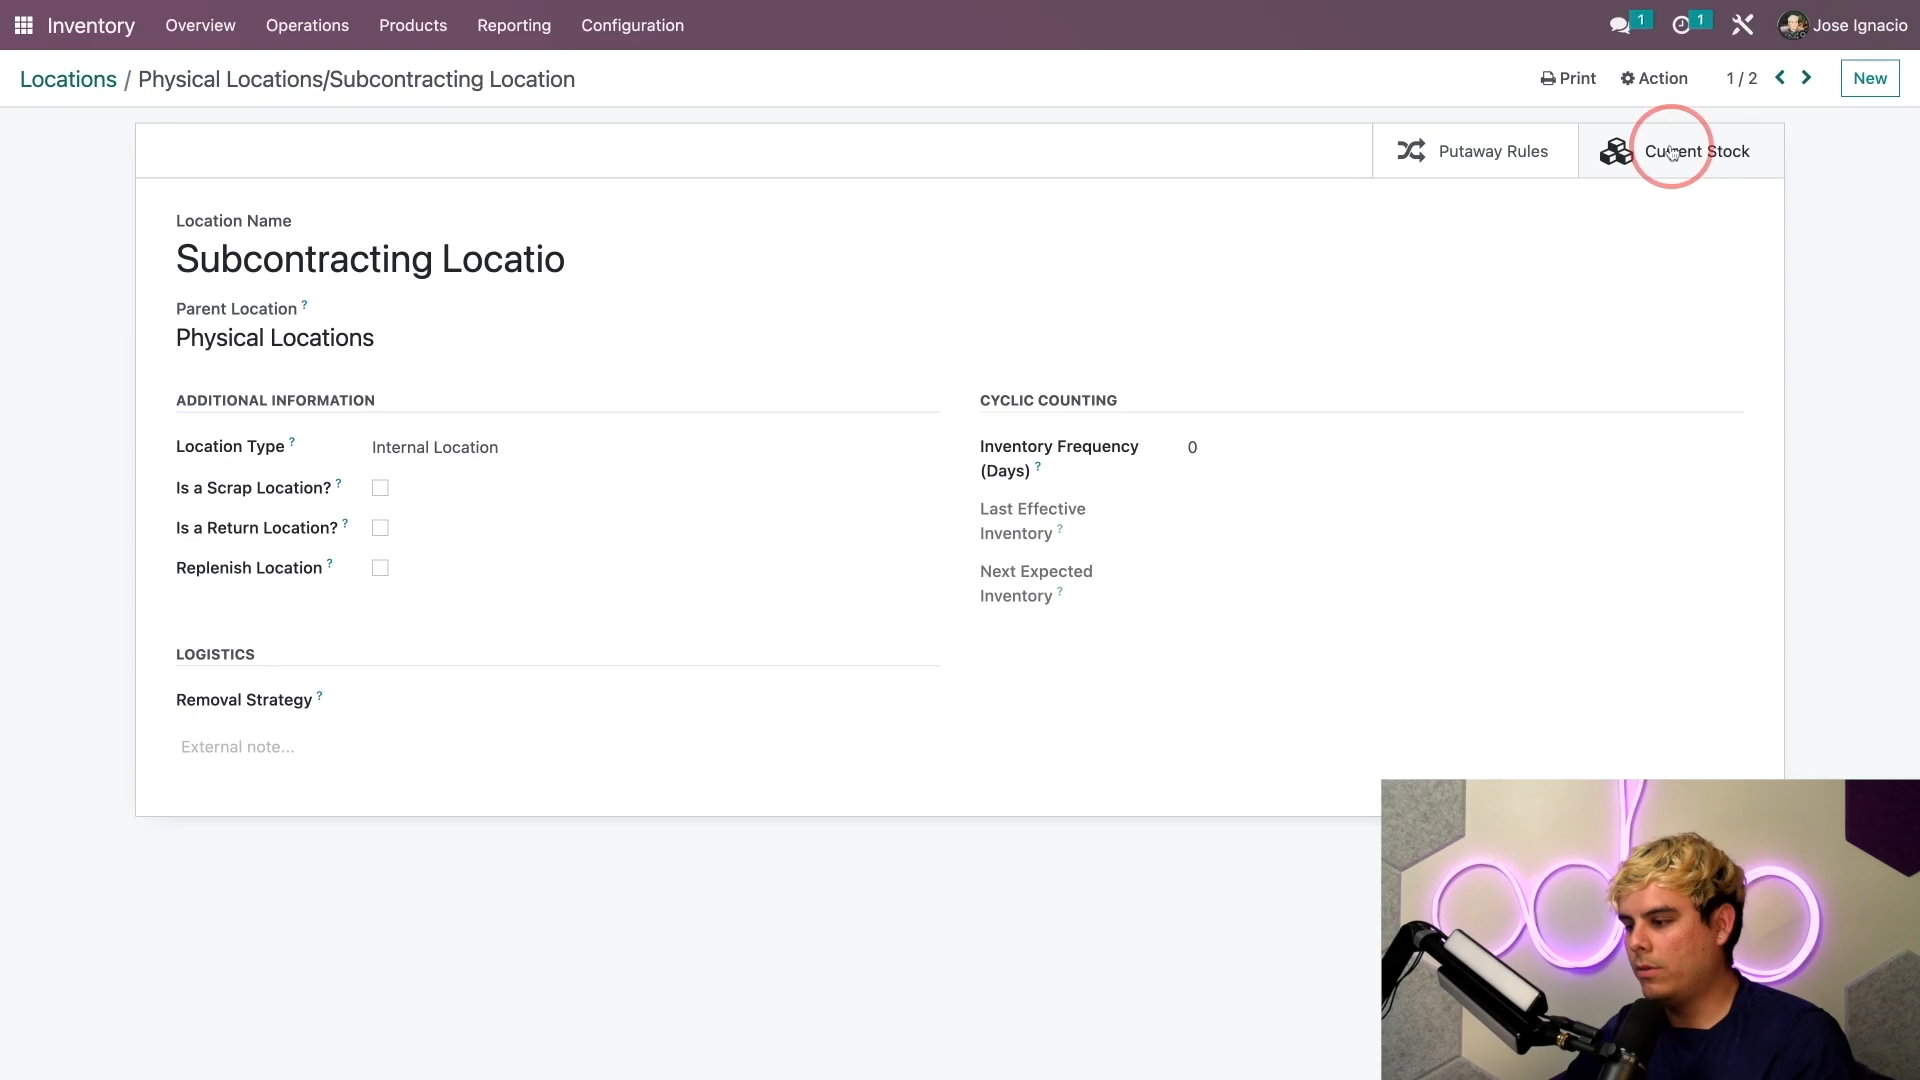 Inventory Overview Operations Products Reporting Configuration 1 1 Jose Ignacio
Locations / Physical Locations/Subcontracting Location Print Action 1 / 2 New
Putaway Rules Current Stock
Location Name
Subcontracting Locatio
Parent Location ?
Physical Locations
ADDITIONAL INFORMATION
Location Type ? Internal Location
Is a Scrap Location? ?
Is a Return Location? ?
Replenish Location ?
CYCLIC COUNTING
Inventory Frequency
(Days) ? 0
Last Effective
Inventory ?
Next Expected
Inventory ?
LOGISTICS
Removal Strategy ?
External note...
odoo